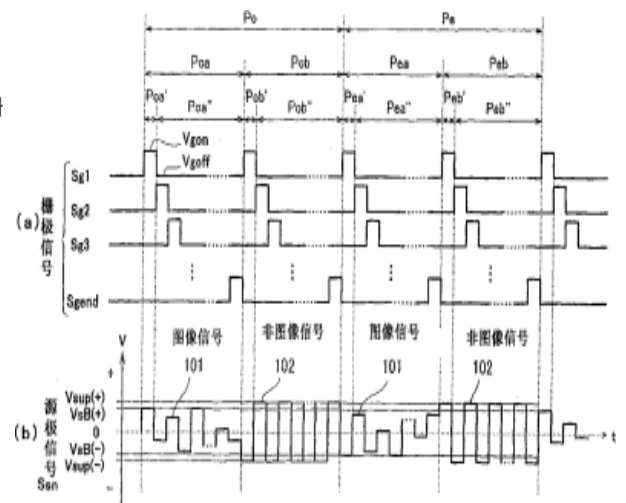 Po Pe
Poa Pob Pea Peb
Poa' Poa" Pob' Pob" Pea' Pea" Peb' Peb"
Vgon
Vgoff
Sg1
(a) 栅极信号
Sg2
Sg3
Sgend
图像信号 非图像信号 图像信号 非图像信号
V
101 102 101 102
+
Vsup(+)
VsB(+)
(b) 源极信号
0
t
VsB(-)
Vsup(-)
Ssn
-